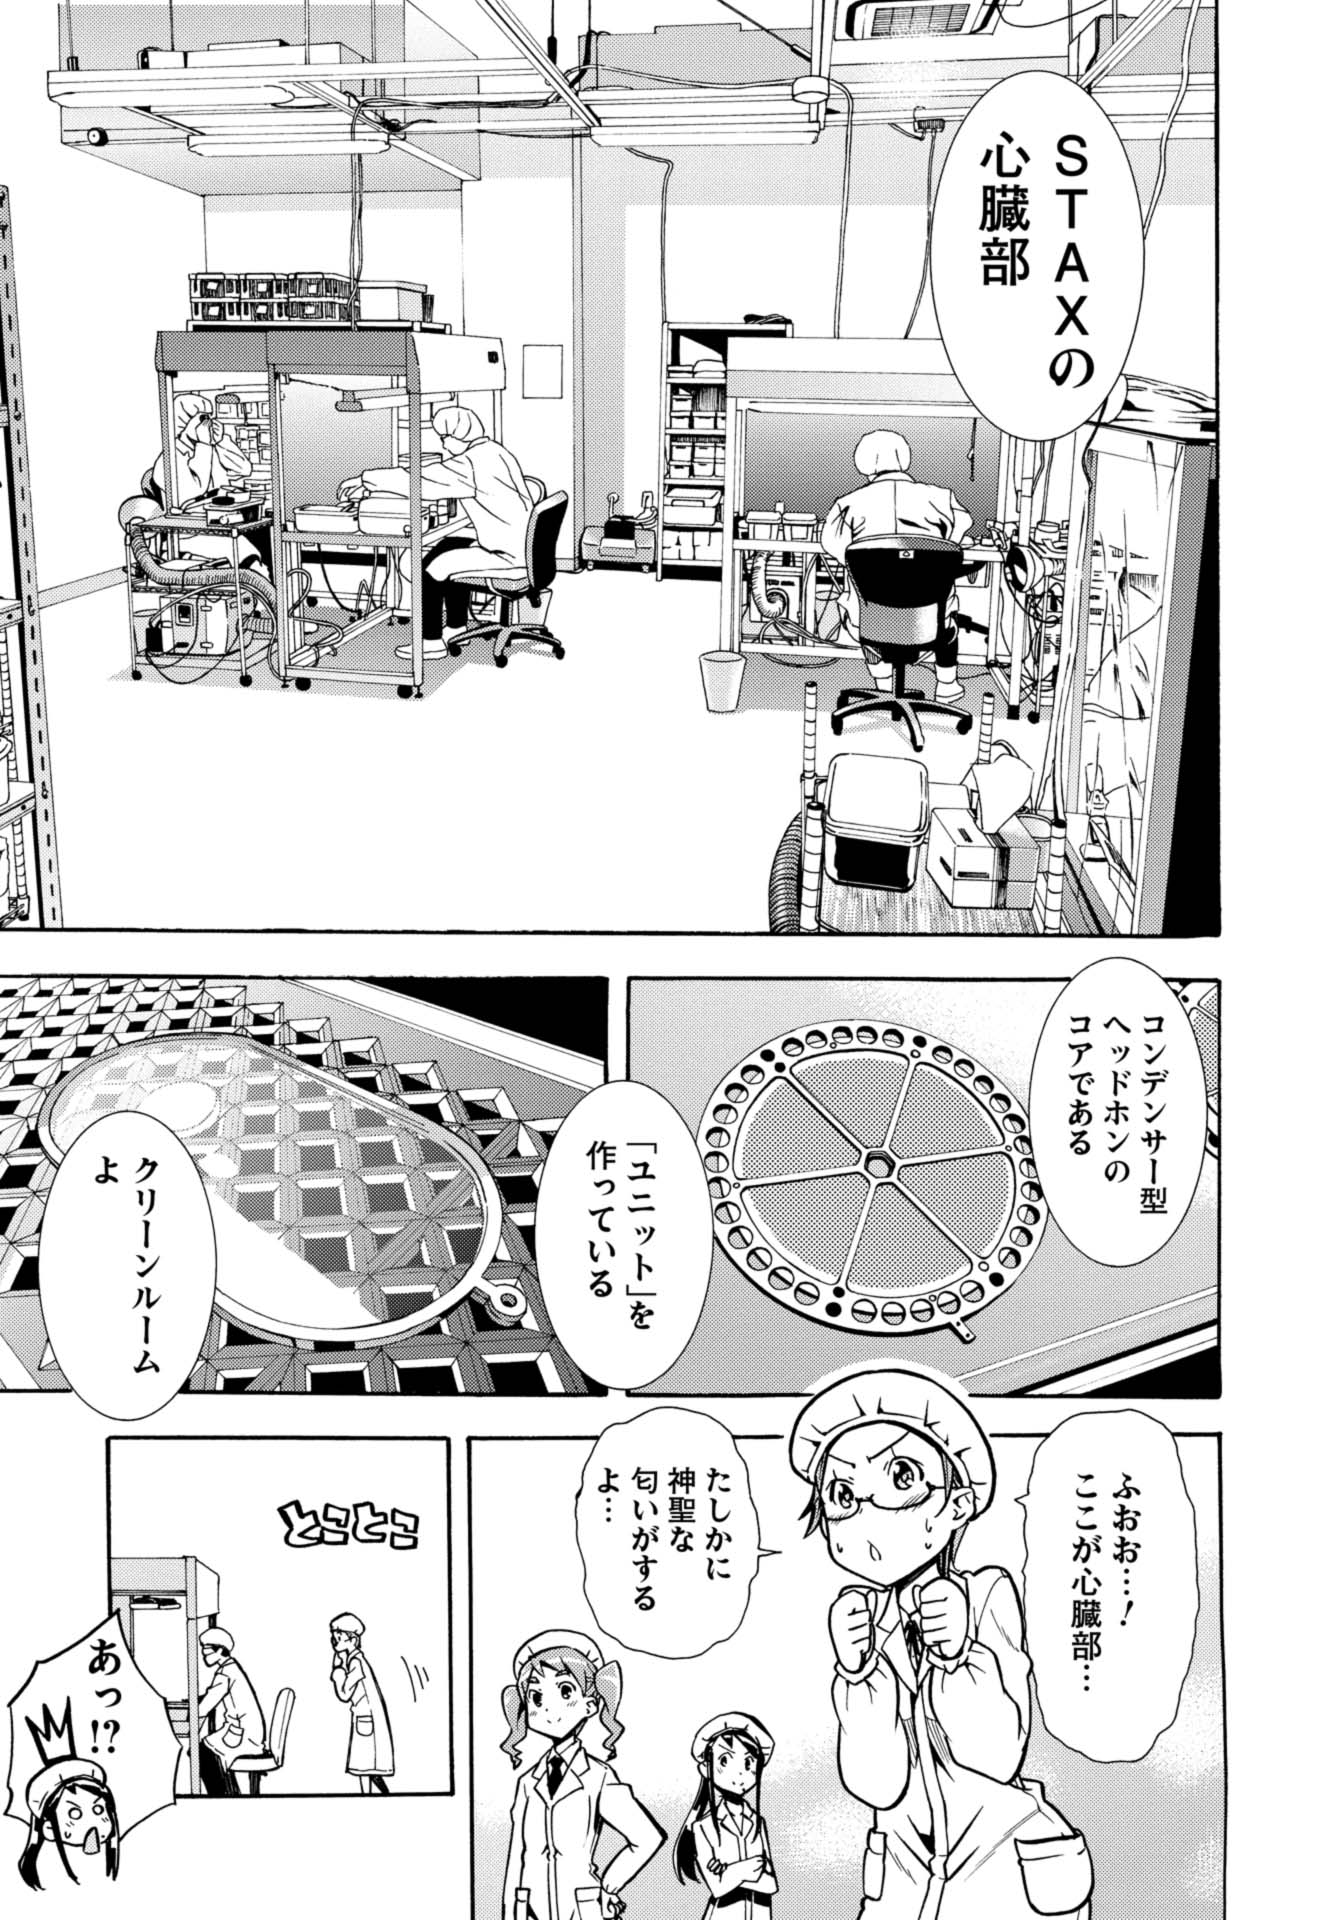 STAXの
心臓部
コンデンサー型
ヘッドホンの
コアである
「ユニット」を
作っている
クリーンルーム
よ
ふおお…!
ここが心臓部…
たしかに
神聖な
匂いがする
よ…
とことこ
あっ!?